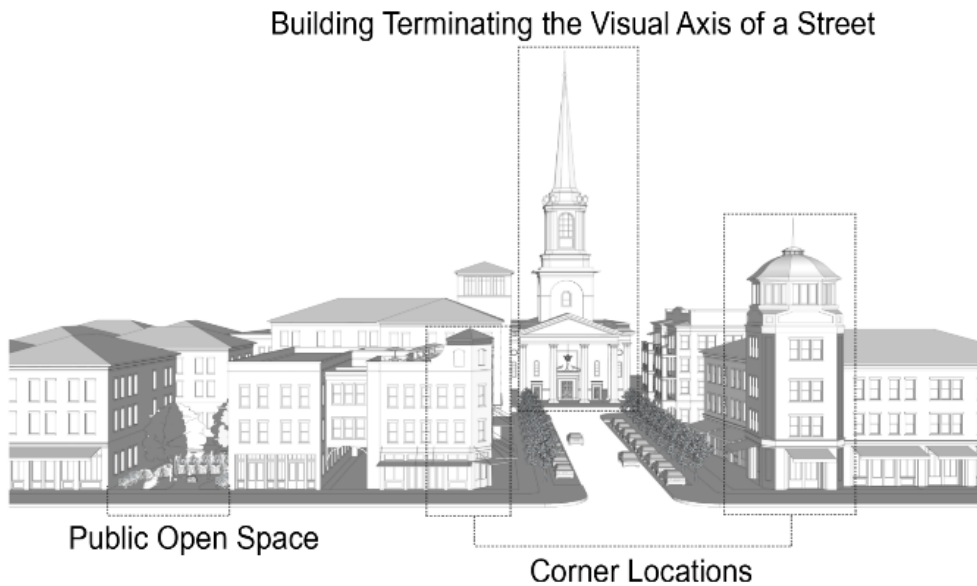 Building Terminating the Visual Axis of a Street
Public Open Space
Corner Locations